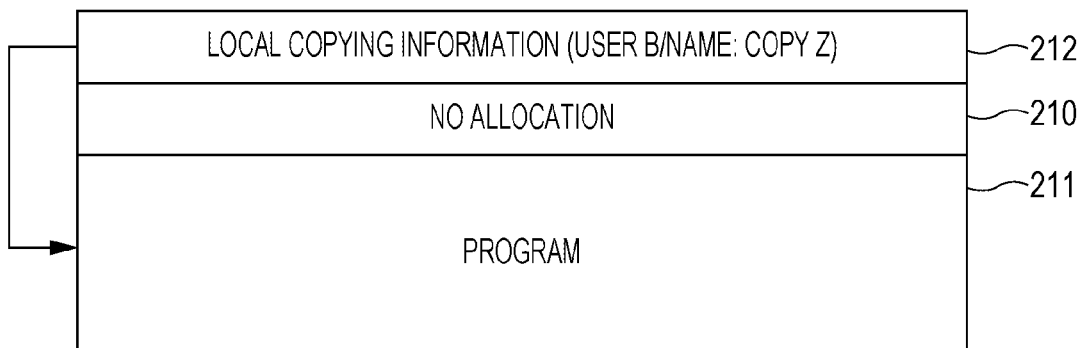 LOCAL COPYING INFORMATION (USER B/NAME: COPY Z)
212
NO ALLOCATION
210
211
PROGRAM